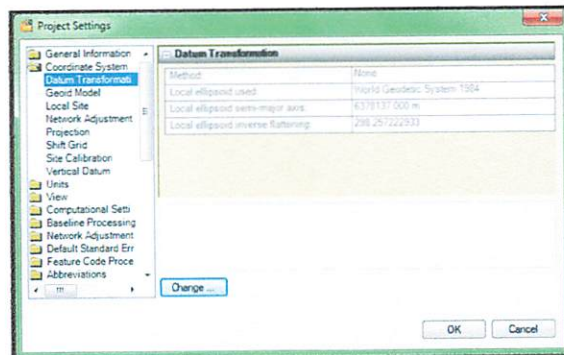 Project Settings
General Information
Coordinate System
Datum Transformati
Geoid Model
Local Site
Network Adjustment
Projection
Shift Grid
Site Calibration
Vertical Datum
Units
View
Computational Setti
Baseline Processing
Network Adjustment
Default Standard Err
Feature Code Proce
Abbreviations
Datum Transformation
Method: None
Local ellipsoid used: World Geodetic System 1984
Local ellipsoid semi-major axis: 6378137.000 m
Local ellipsoid inverse flattening: 298.257222933
Change ...
OK Cancel